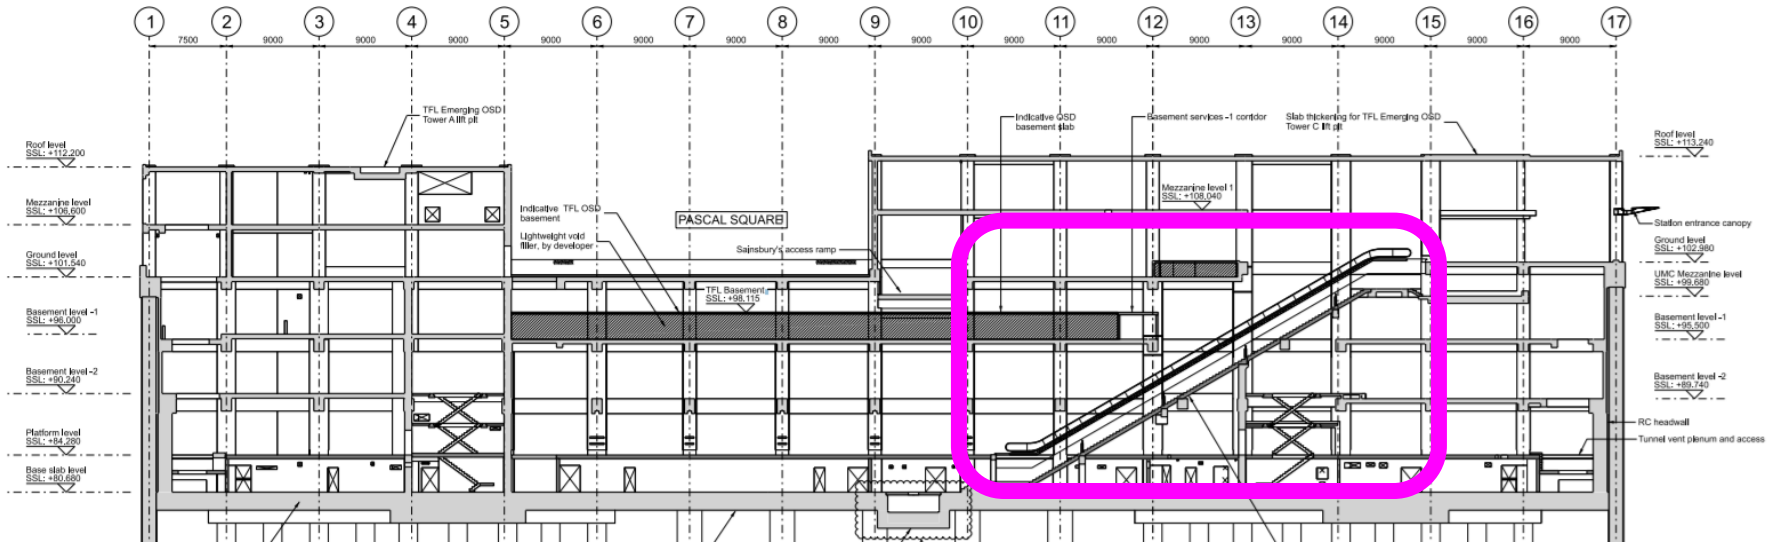 1 2 3 4 5 6 7 8 9 10 11 12 13 14 15 16 17
7500 9000 9000 9000 9000 9000 9000 9000 9000 9000 9000 9000 9000 9000 9000 9000
TFL Emerging OSD
Tower A lift pit
Indicative OSD
basement slab
Basement services -1 corridor
Slab thickening for TFL Emerging OSD
Tower C lift pit
Roof level
SSL: +112.200
Roof level
SSL: +113.240
Mezzanine level
SSL: +106.600
Mezzanine level 1
SSL: +108.040
Indicative TFL OSD
basement
PASCAL SQUARE
Station entrance canopy
Lightweight void
filler, by developer
Sainsbury's access ramp
Ground level
SSL: +101.540
Ground level
SSL: +102.980
UMC Mezzanine level
SSL: +99.680
TFL Basement
SSL: +98.115
Basement level -1
SSL: +96.000
Basement level -1
SSL: +95.500
Basement level -2
SSL: +90.240
Basement level -2
SSL: +89.740
RC headwall
Platform level
SSL: +84.280
Tunnel vent plenum and access
Base slab level
SSL: +80.680